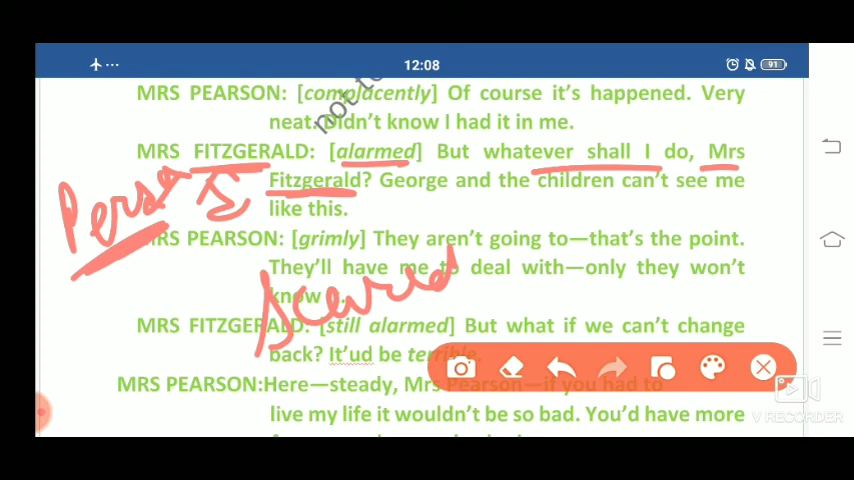 12:08
91
MRS PEARSON: [complacently] Of course it's happened. Very
neat. Didn't know I had it in me.
not to
MRS FITZGERALD: [alarmed] But whatever shall I do, Mrs
Fitzgerald? George and the children can't see me
like this.
MRS PEARSON: [grimly] They aren't going to—that's the point.
They'll have me to deal with—only they won't
know it.
Scared
MRS FITZGERALD: [still alarmed] But what if we can't change
back? It'ud be terrible.
MRS PEARSON:Here—steady, Mrs Pearson—if you had to
live my life it wouldn't be so bad. You'd have more
V RECORDER